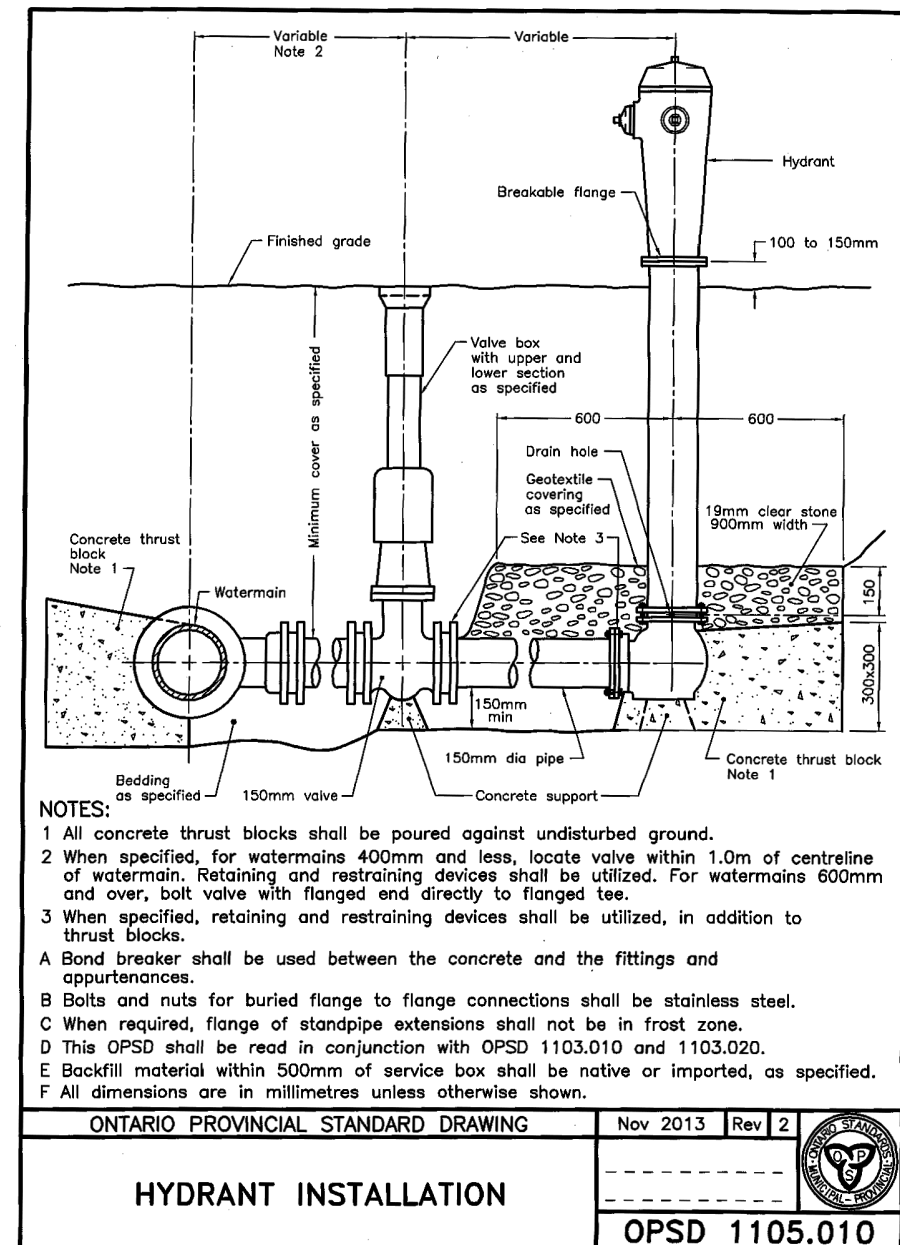 Variable
Note 2
Variable
Hydrant
Breakable flange
100 to 150mm
Finished grade
Minimum cover as specified
Valve box
with upper and
lower section
as specified
600
600
Drain hole
Geotextile
covering
as specified
19mm clear stone
900mm width
See Note 3
Concrete thrust
block
Note 1
Watermain
150
300x300
150mm
min
150mm dia pipe
Concrete thrust block
Note 1
Bedding
as specified
150mm valve
Concrete support
NOTES:
1 All concrete thrust blocks shall be poured against undisturbed ground.
2 When specified, for watermains 400mm and less, locate valve within 1.0m of centreline
of watermain. Retaining and restraining devices shall be utilized. For watermains 600mm
and over, bolt valve with flanged end directly to flanged tee.
3 When specified, retaining and restraining devices shall be utilized, in addition to
thrust blocks.
A Bond breaker shall be used between the concrete and the fittings and
appurtenances.
B Bolts and nuts for buried flange to flange connections shall be stainless steel.
C When required, flange of standpipe extensions shall not be in frost zone.
D This OPSD shall be read in conjunction with OPSD 1103.010 and 1103.020.
E Backfill material within 500mm of service box shall be native or imported, as specified.
F All dimensions are in millimetres unless otherwise shown.
ONTARIO PROVINCIAL STANDARD DRAWING
Nov 2013 Rev 2
ONTARIO STANDARDS
O P
S
MUNICIPAL - PROVINCIAL
HYDRANT INSTALLATION
OPSD 1105.010